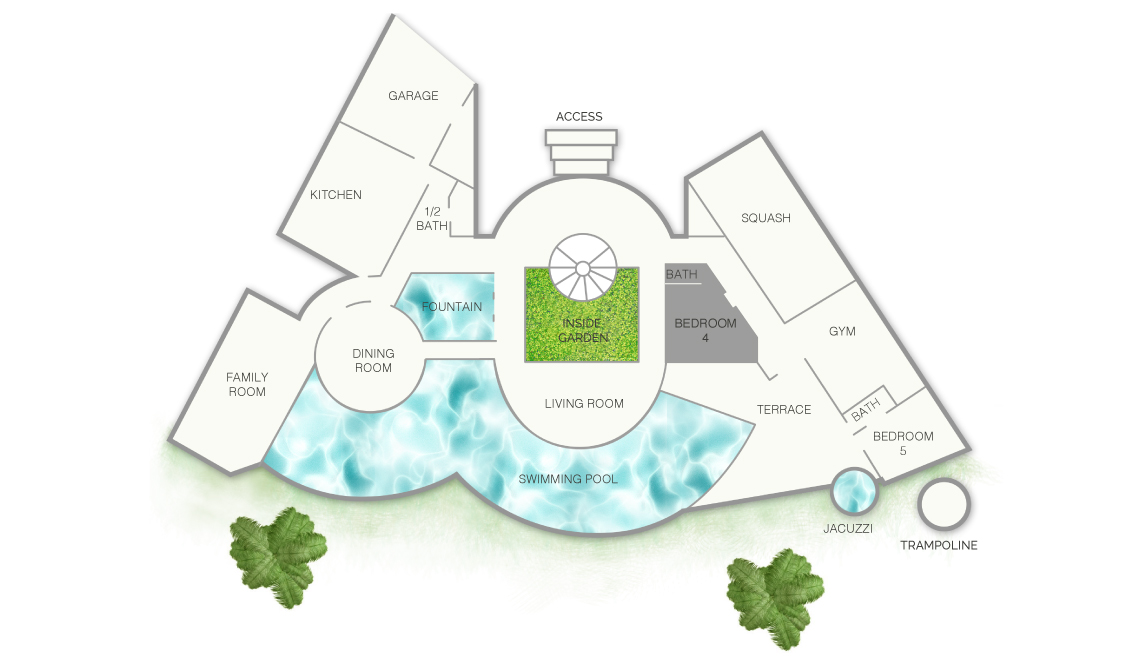 GARAGE
ACCESS
KITCHEN
1/2
BATH
SQUASH
BATH
FOUNTAIN
INSIDE
GARDEN
BEDROOM
4
GYM
DINING
ROOM
FAMILY
ROOM
LIVING ROOM
TERRACE
BATH
BEDROOM
5
SWIMMING POOL
JACUZZI
TRAMPOLINE